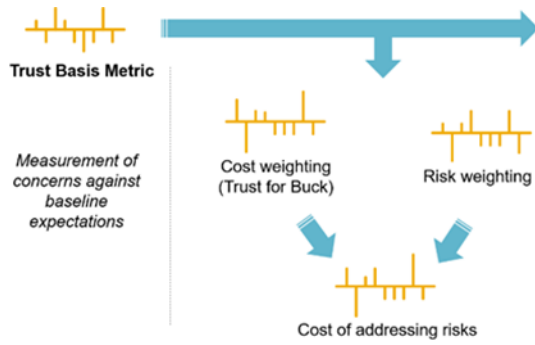 Trust Basis Metric
Measurement of
concerns against
baseline
expectations
Cost weighting
(Trust for Buck)
Risk weighting
Cost of addressing risks